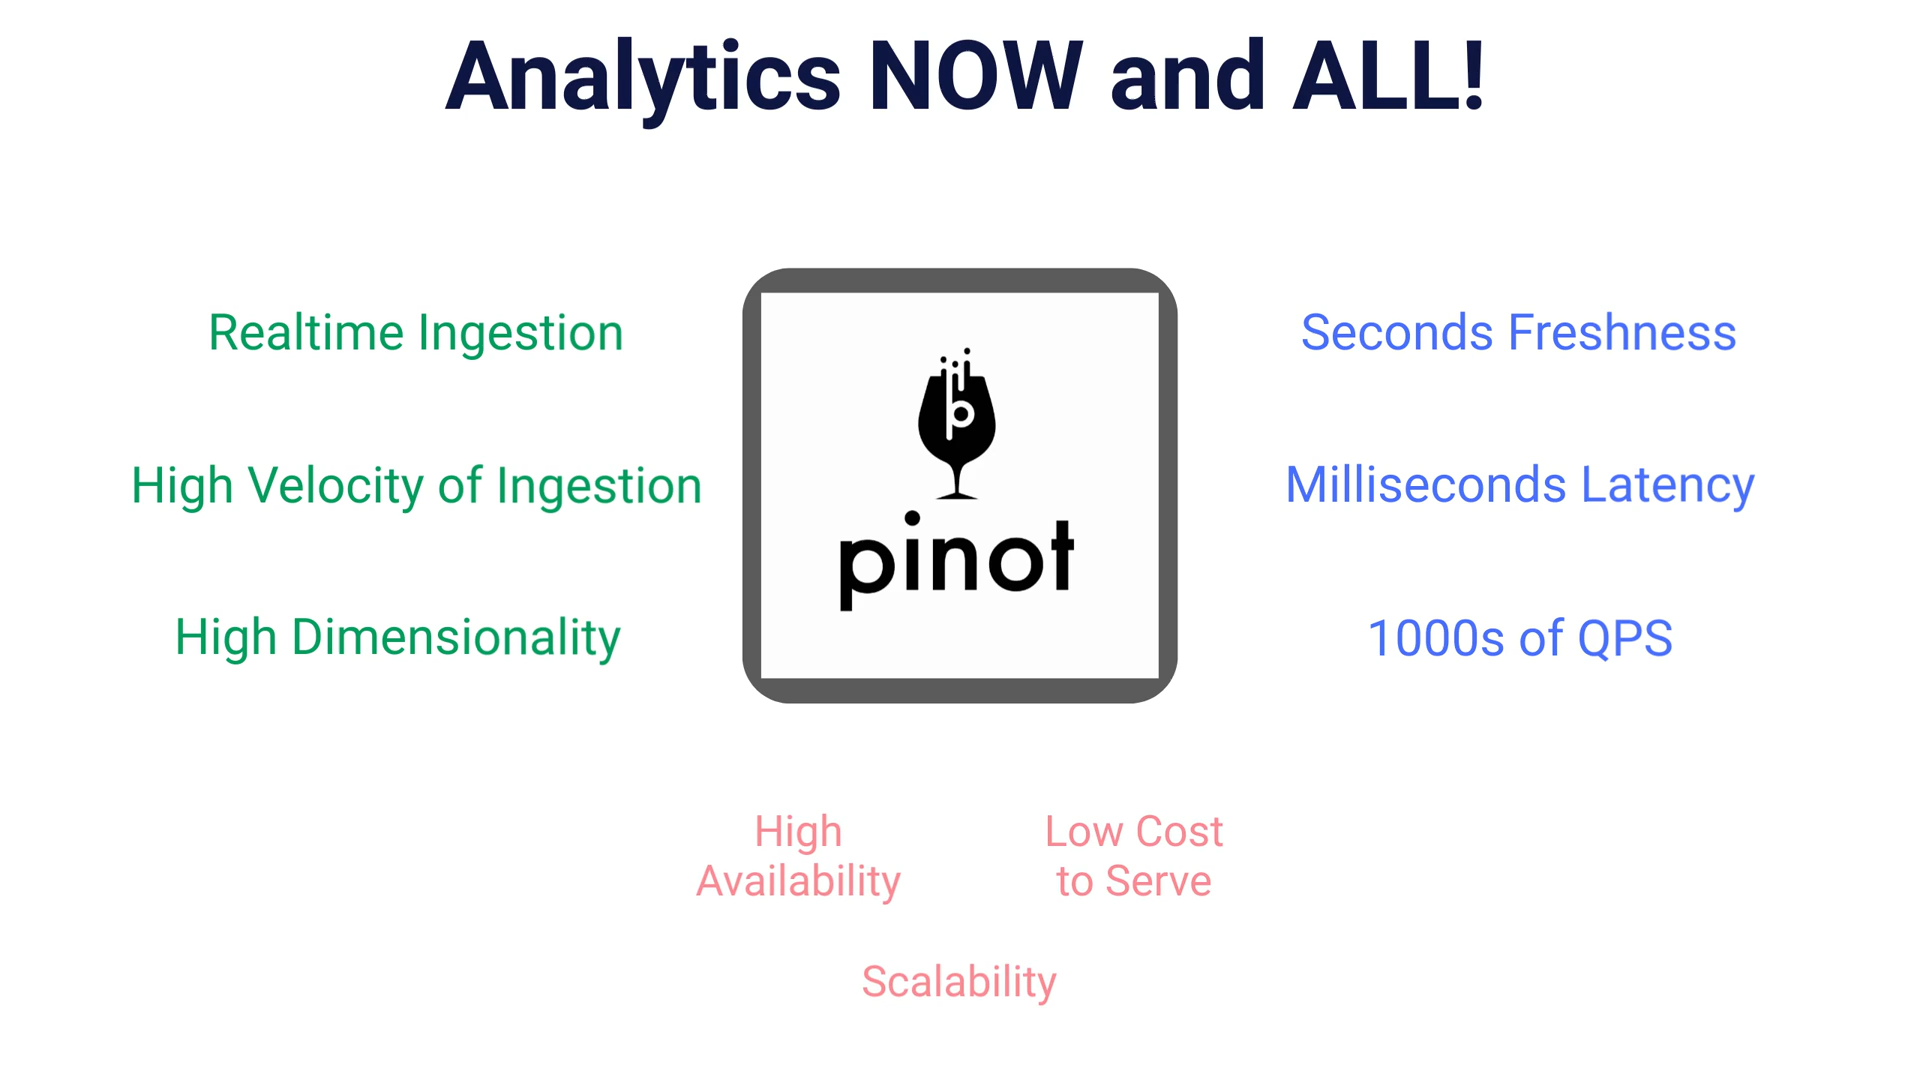 Analytics NOW and ALL!
Realtime Ingestion
High Velocity of Ingestion
High Dimensionality
p
pinot
Seconds Freshness
Milliseconds Latency
1000s of QPS
High
Availability
Low Cost
to Serve
Scalability